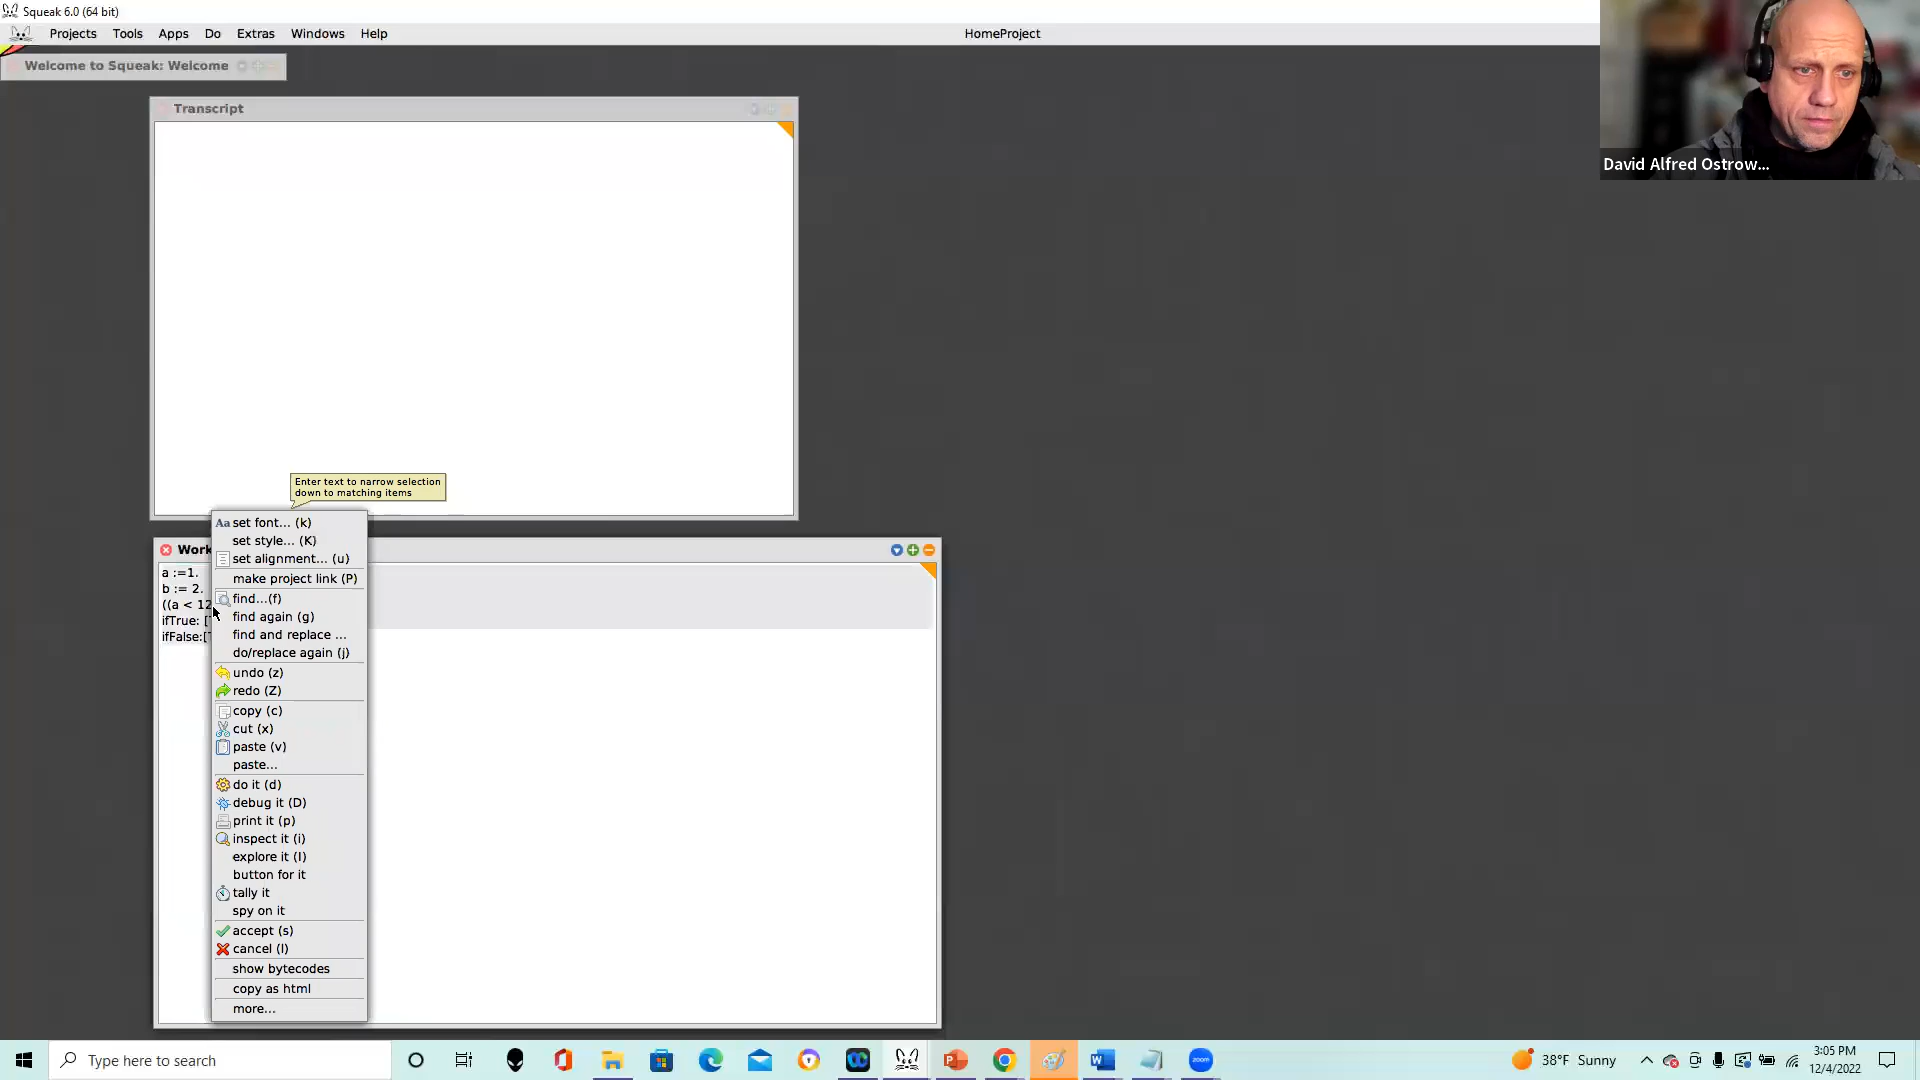 Squeak 6.0 (64 bit)
Projects Tools Apps Do Extras Windows Help HomeProject
David Alfred Ostrow...
Welcome to Squeak: Welcome
Transcript
Enter text to narrow selection
down to matching items
Work
a :=1.
b := 2.
((a < 12
ifTrue: [
ifFalse:[
Aa set font... (k)
set style... (K)
set alignment... (u)
make project link (P)
find...(f)
find again (g)
find and replace ...
do/replace again (j)
undo (z)
redo (Z)
copy (c)
cut (x)
paste (v)
paste...
do it (d)
debug it (D)
print it (p)
inspect it (i)
explore it (I)
button for it
tally it
spy on it
accept (s)
cancel (l)
show bytecodes
copy as html
more...
Type here to search
zoom
38°F Sunny
3:05 PM
12/4/2022